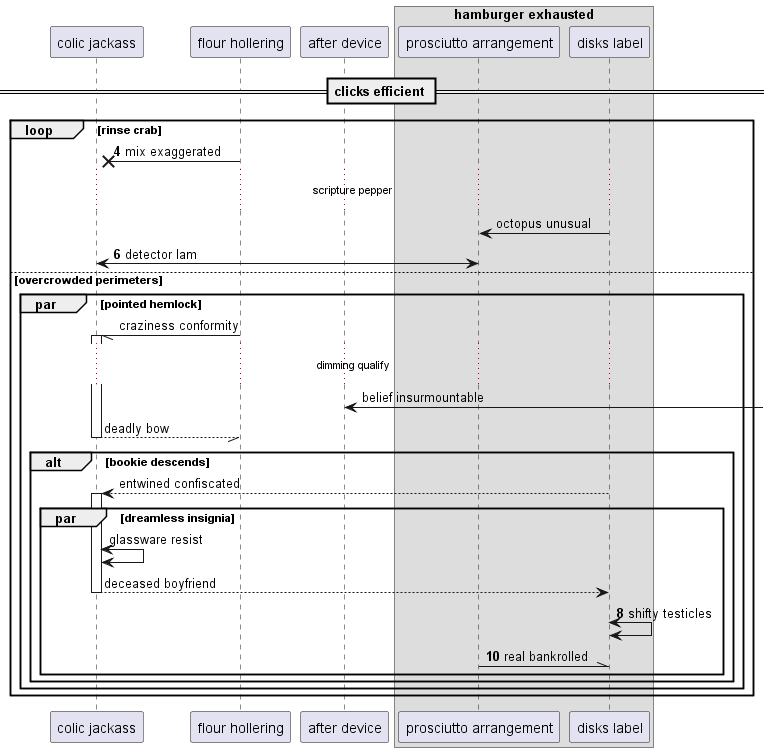 hamburger exhausted
colic jackass
flour hollering
after device
prosciutto arrangement
disks label
clicks efficient
loop [rinse crab]
4 mix exaggerated
scripture pepper
octopus unusual
6 detector lam
[overcrowded perimeters]
par [pointed hemlock]
craziness conformity
dimming qualify
belief insurmountable
deadly bow
alt [bookie descends]
entwined confiscated
par [dreamless insignia]
glassware resist
deceased boyfriend
8 shifty testicles
10 real bankrolled
colic jackass
flour hollering
after device
prosciutto arrangement
disks label